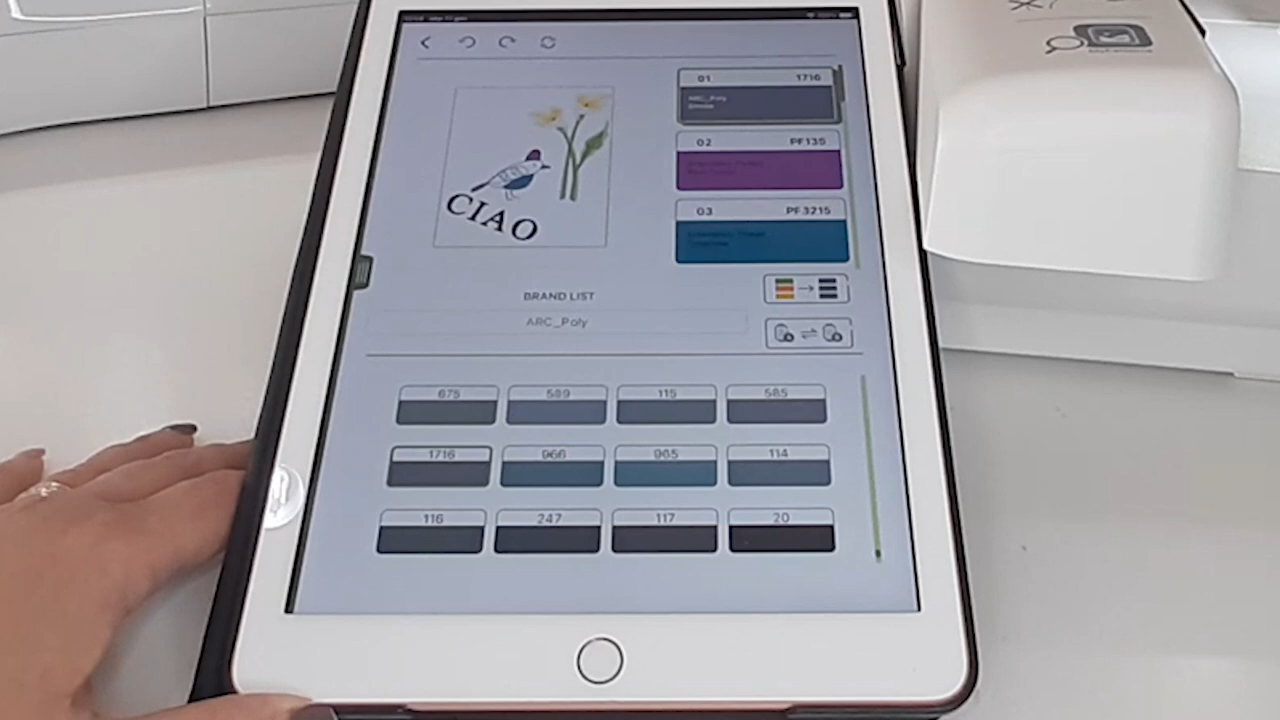 01 1716
ARC_Poly
Smoke
02 PF135
03 PF3215
CIAO
BRAND LIST
ARC_Poly
675 589 115 585
1716 966 965 114
116 247 117 20